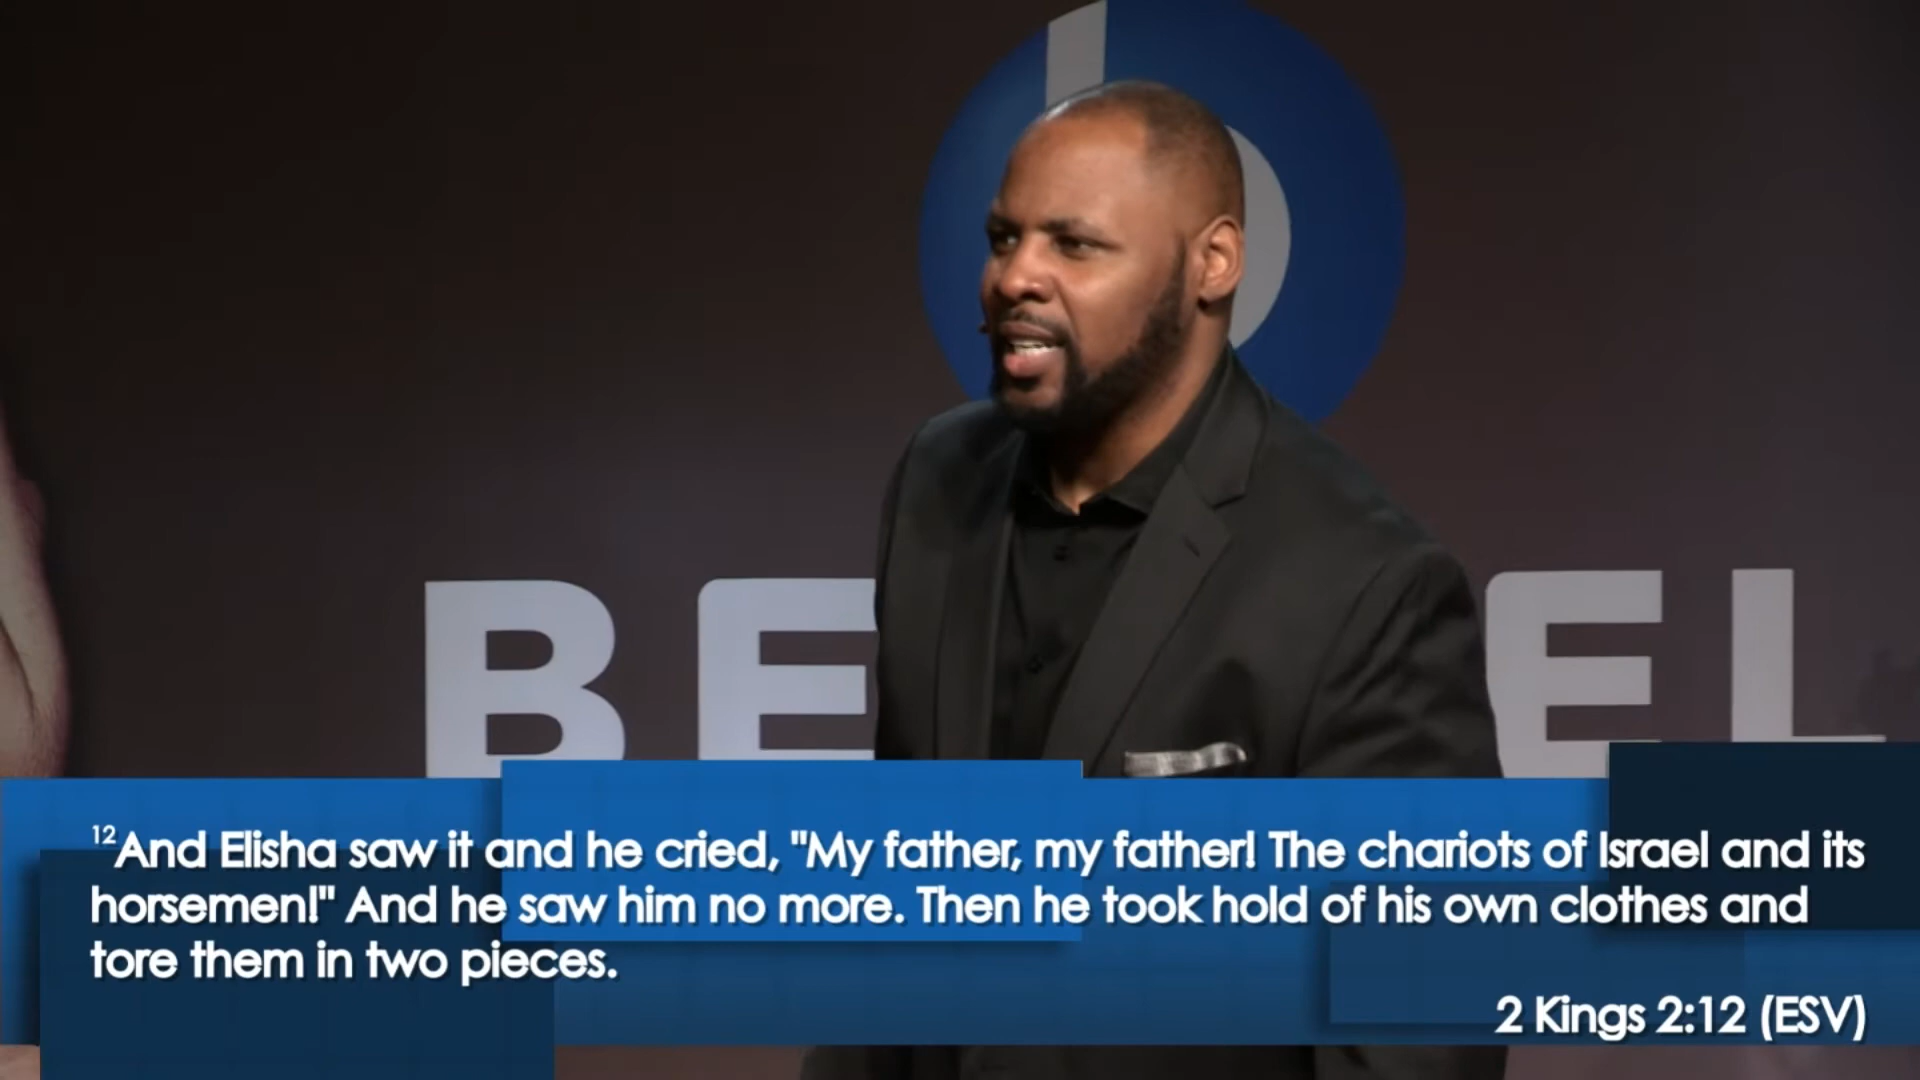 b
BE EL
¹²And Elisha saw it and he cried, "My father, my father! The chariots of Israel and its
horsemen!" And he saw him no more. Then he took hold of his own clothes and
tore them in two pieces.
2 Kings 2:12 (ESV)